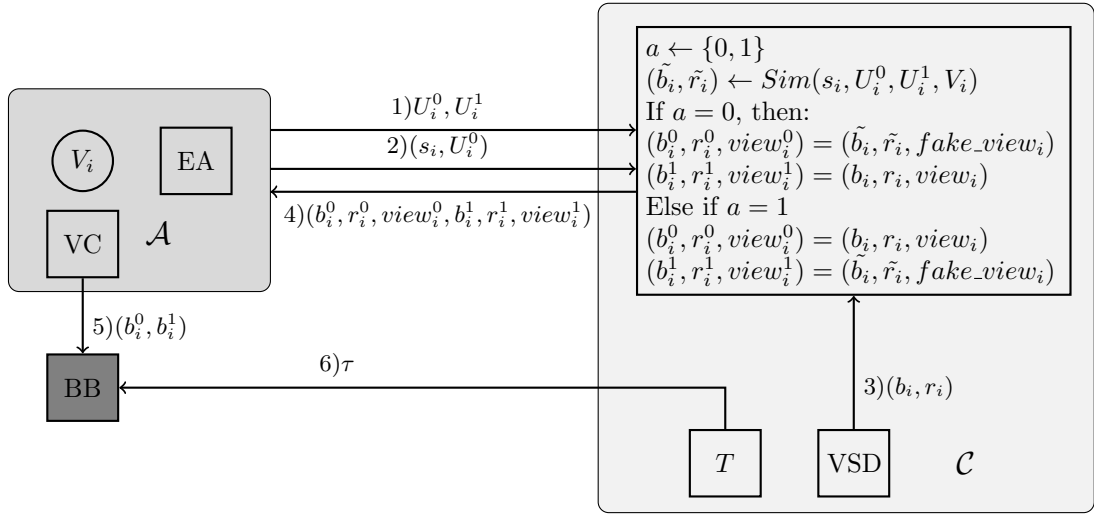 V_i
EA
VC
𝒜
1)U_i^0, U_i^1
2)(s_i, U_i^0)
4)(b_i^0, r_i^0, view_i^0, b_i^1, r_i^1, view_i^1)
a ← {0, 1}
(b̃_i, r̃_i) ← Sim(s_i, U_i^0, U_i^1, V_i)
If a = 0, then:
(b_i^0, r_i^0, view_i^0) = (b̃_i, r̃_i, fake_view_i)
(b_i^1, r_i^1, view_i^1) = (b_i, r_i, view_i)
Else if a = 1
(b_i^0, r_i^0, view_i^0) = (b_i, r_i, view_i)
(b_i^1, r_i^1, view_i^1) = (b̃_i, r̃_i, fake_view_i)
5)(b_i^0, b_i^1)
BB
6)τ
3)(b_i, r_i)
T
VSD
𝒞